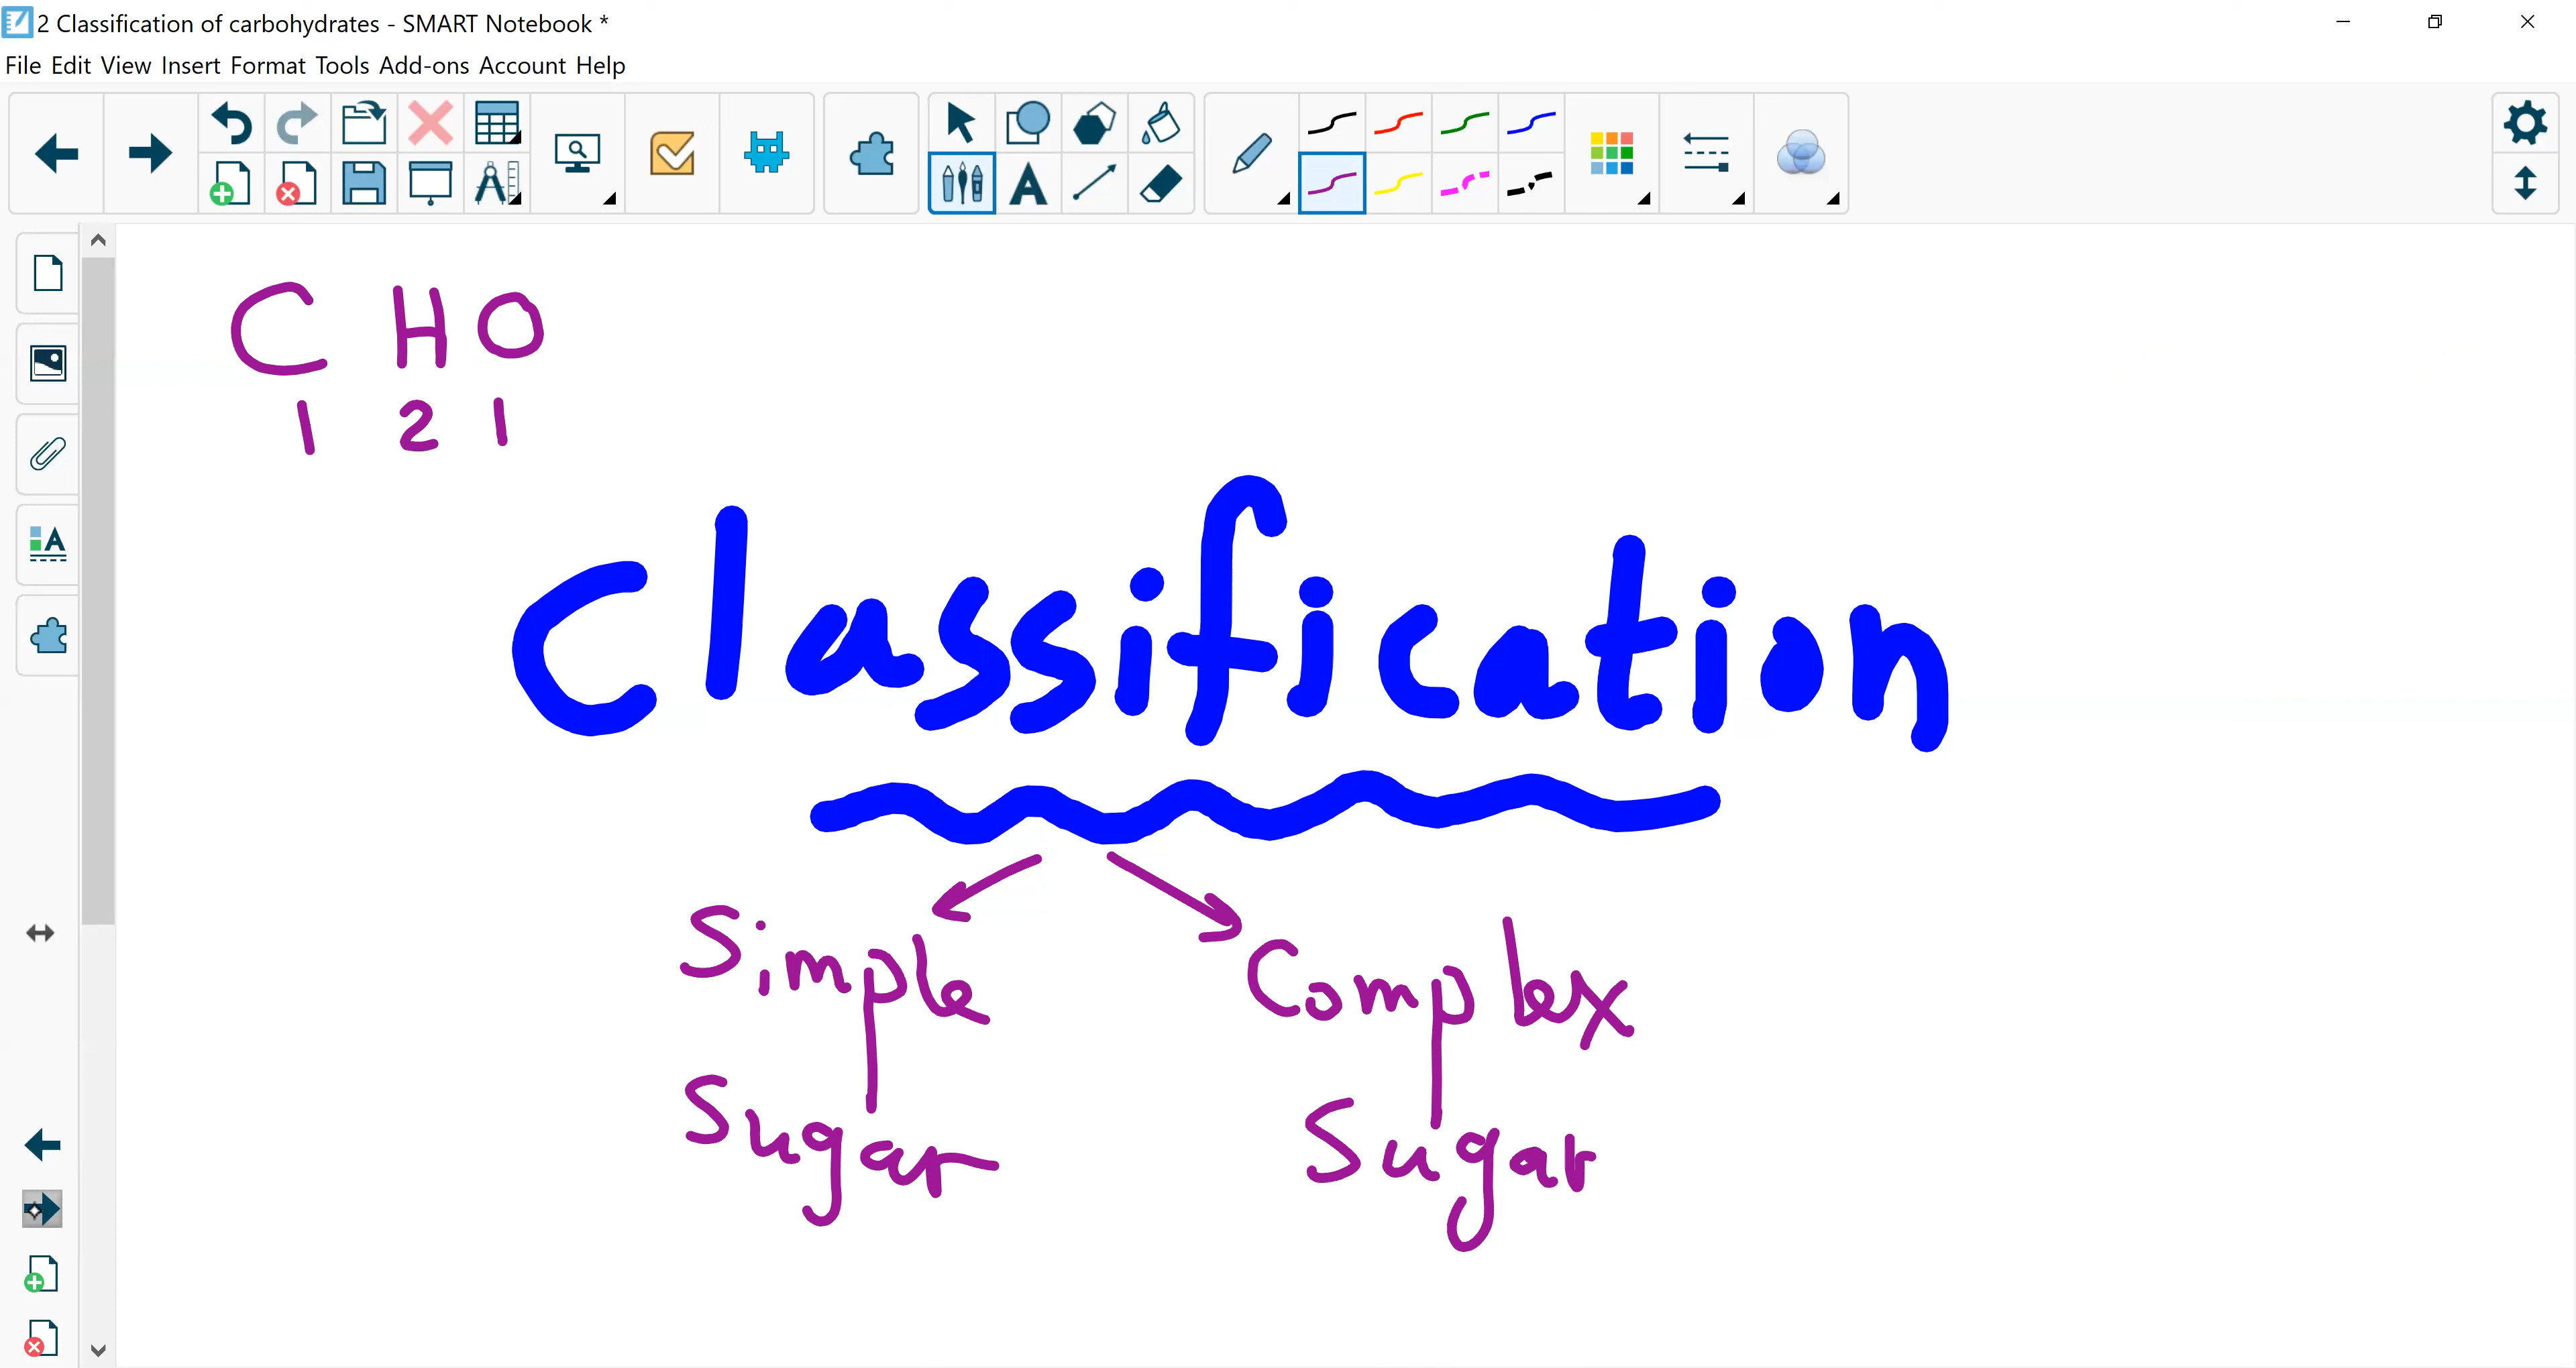 2 Classification of carbohydrates - SMART Notebook *
File Edit View Insert Format Tools Add-ons Account Help
C H O
1 2 1
Classification
Simple Complex
Sugar Sugar